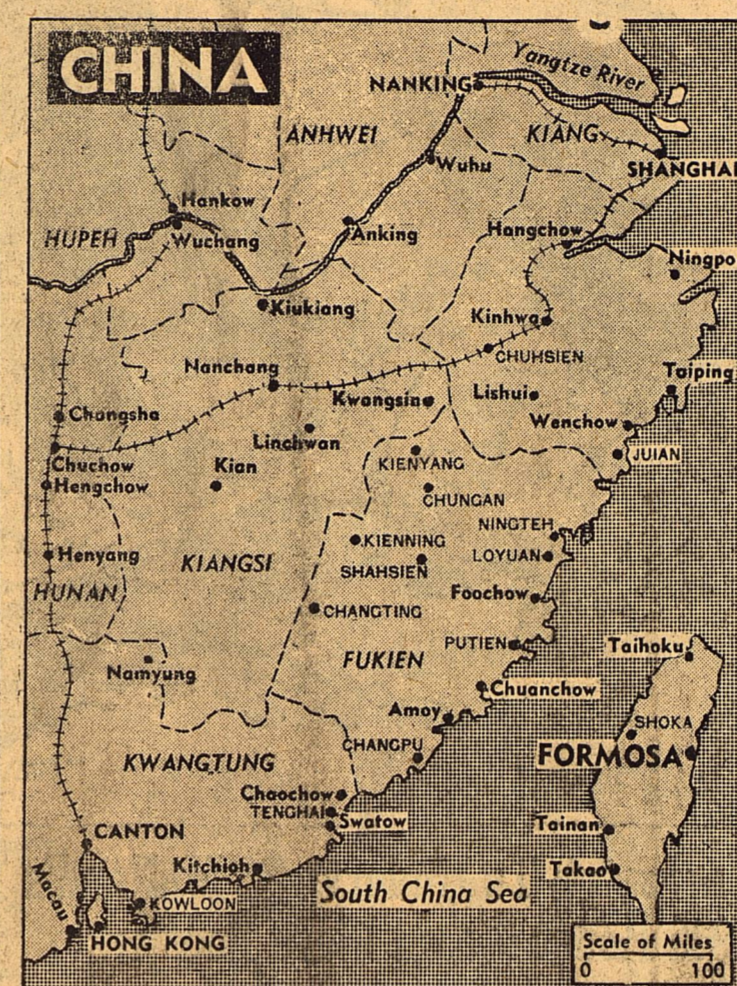 CHINA
Yangtze River
NANKING
ANHWEI
KIANG
Wuhu
SHANGHAI
Hankow
HUPEH
Wuchang
Anking
Hangchow
Ningpo
Kiukiang
Kinhwa
CHUHSIEN
Nanchang
Taiping
Kwangsin
Lishui
Changsha
Wenchow
Linchwan
Chuchow
Kian
KIENYANG
JUIAN
Hengchow
CHUNGAN
NINGTEH
KIENNING
Henyang
KIANGSI
LOYUAN
SHAHSIEN
HUNAN
Foochow
CHANGTING
PUTIEN
Taihoku
FUKIEN
Namyung
Chuanchow
Amoy
SHOKA
CHANGPU
FORMOSA
KWANGTUNG
Chaochow
TENGHAI
Swatow
Tainan
CANTON
Kitchioh
Takao
Macau
South China Sea
KOWLOON
HONG KONG
Scale of Miles
0 100